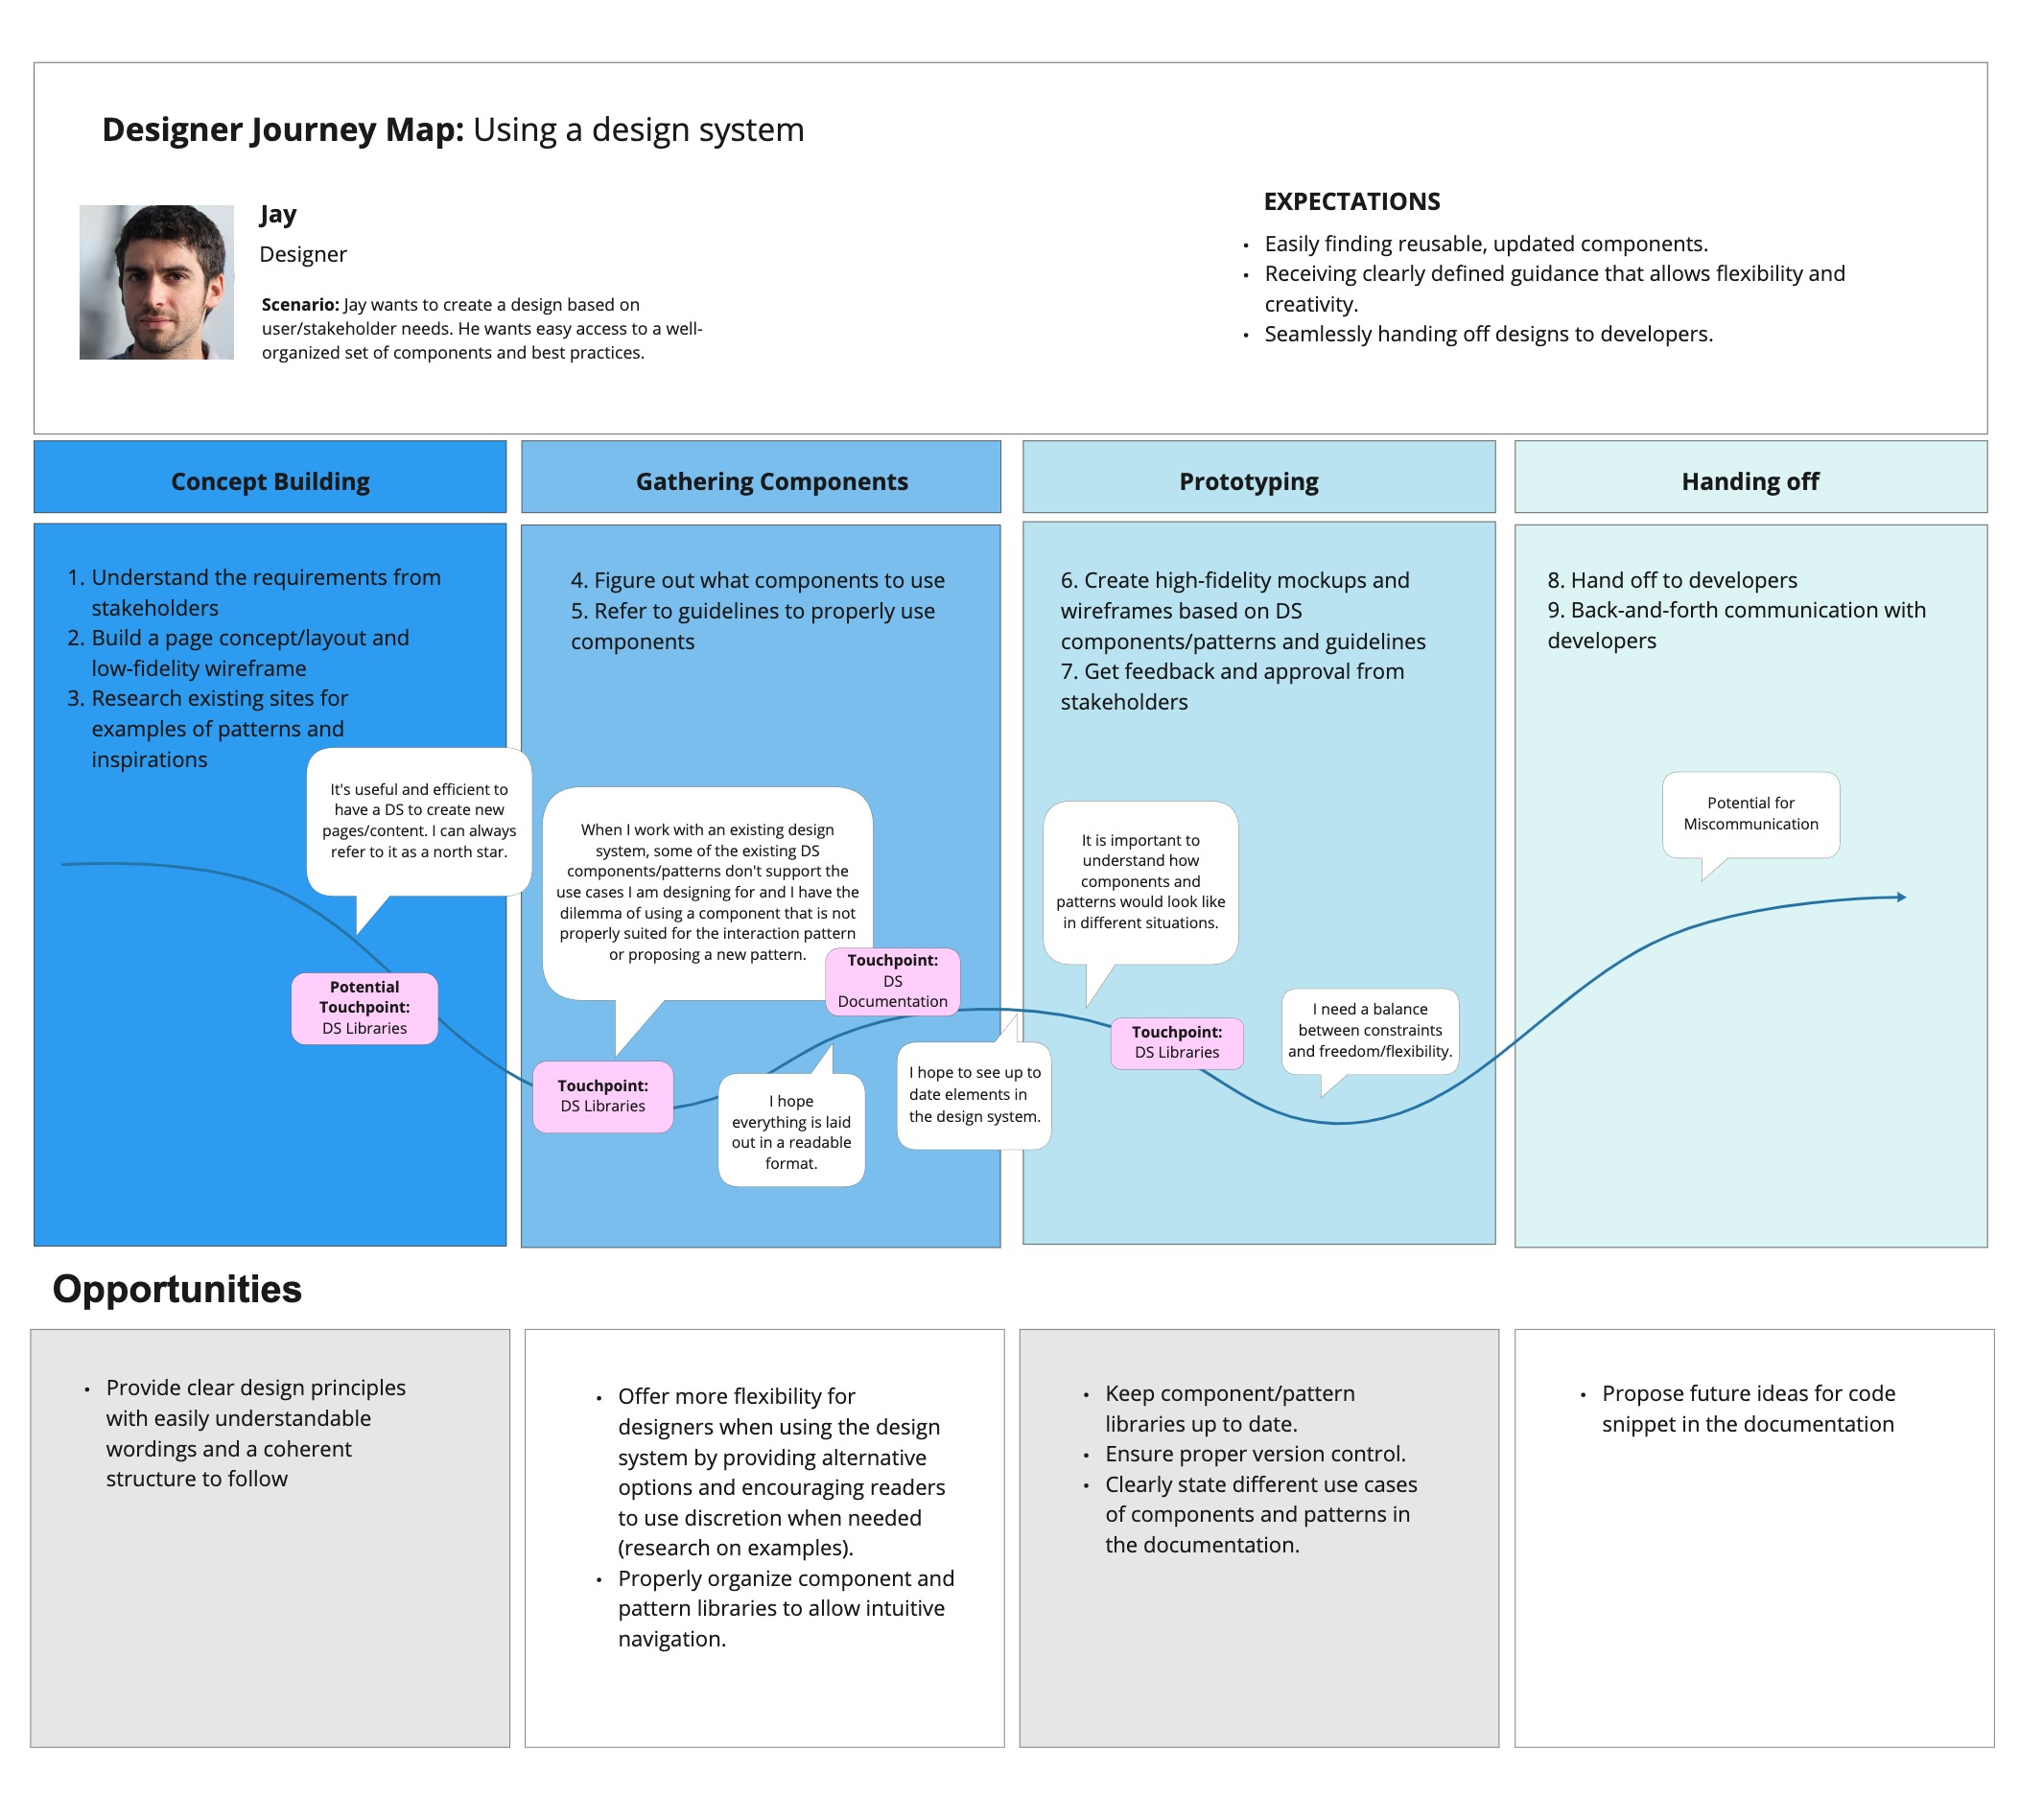 Designer Journey Map: Using a design system
Jay
Designer
Scenario: Jay wants to create a design based on
user/stakeholder needs. He wants easy access to a well-
organized set of components and best practices.
EXPECTATIONS
• Easily finding reusable, updated components.
• Receiving clearly defined guidance that allows flexibility and
creativity.
• Seamlessly handing off designs to developers.
Concept Building
Gathering Components
Prototyping
Handing off
1. Understand the requirements from
stakeholders
2. Build a page concept/layout and
low-fidelity wireframe
3. Research existing sites for
examples of patterns and
inspirations
It's useful and efficient to
have a DS to create new
pages/content. I can always
refer to it as a north star.
Potential
Touchpoint:
DS Libraries
4. Figure out what components to use
5. Refer to guidelines to properly use
components
When I work with an existing design
system, some of the existing DS
components/patterns don't support the
use cases I am designing for and I have the
dilemma of using a component that is not
properly suited for the interaction pattern
or proposing a new pattern.
Touchpoint:
DS
Documentation
Touchpoint:
DS Libraries
I hope
everything is laid
out in a readable
format.
I hope to see up to
date elements in
the design system.
6. Create high-fidelity mockups and
wireframes based on DS
components/patterns and guidelines
7. Get feedback and approval from
stakeholders
It is important to
understand how
components and
patterns would look like
in different situations.
Touchpoint:
DS Libraries
I need a balance
between constraints
and freedom/flexibility.
8. Hand off to developers
9. Back-and-forth communication with
developers
Potential for
Miscommunication
Opportunities
• Provide clear design principles
with easily understandable
wordings and a coherent
structure to follow
• Offer more flexibility for
designers when using the design
system by providing alternative
options and encouraging readers
to use discretion when needed
(research on examples).
• Properly organize component and
pattern libraries to allow intuitive
navigation.
• Keep component/pattern
libraries up to date.
• Ensure proper version control.
• Clearly state different use cases
of components and patterns in
the documentation.
• Propose future ideas for code
snippet in the documentation